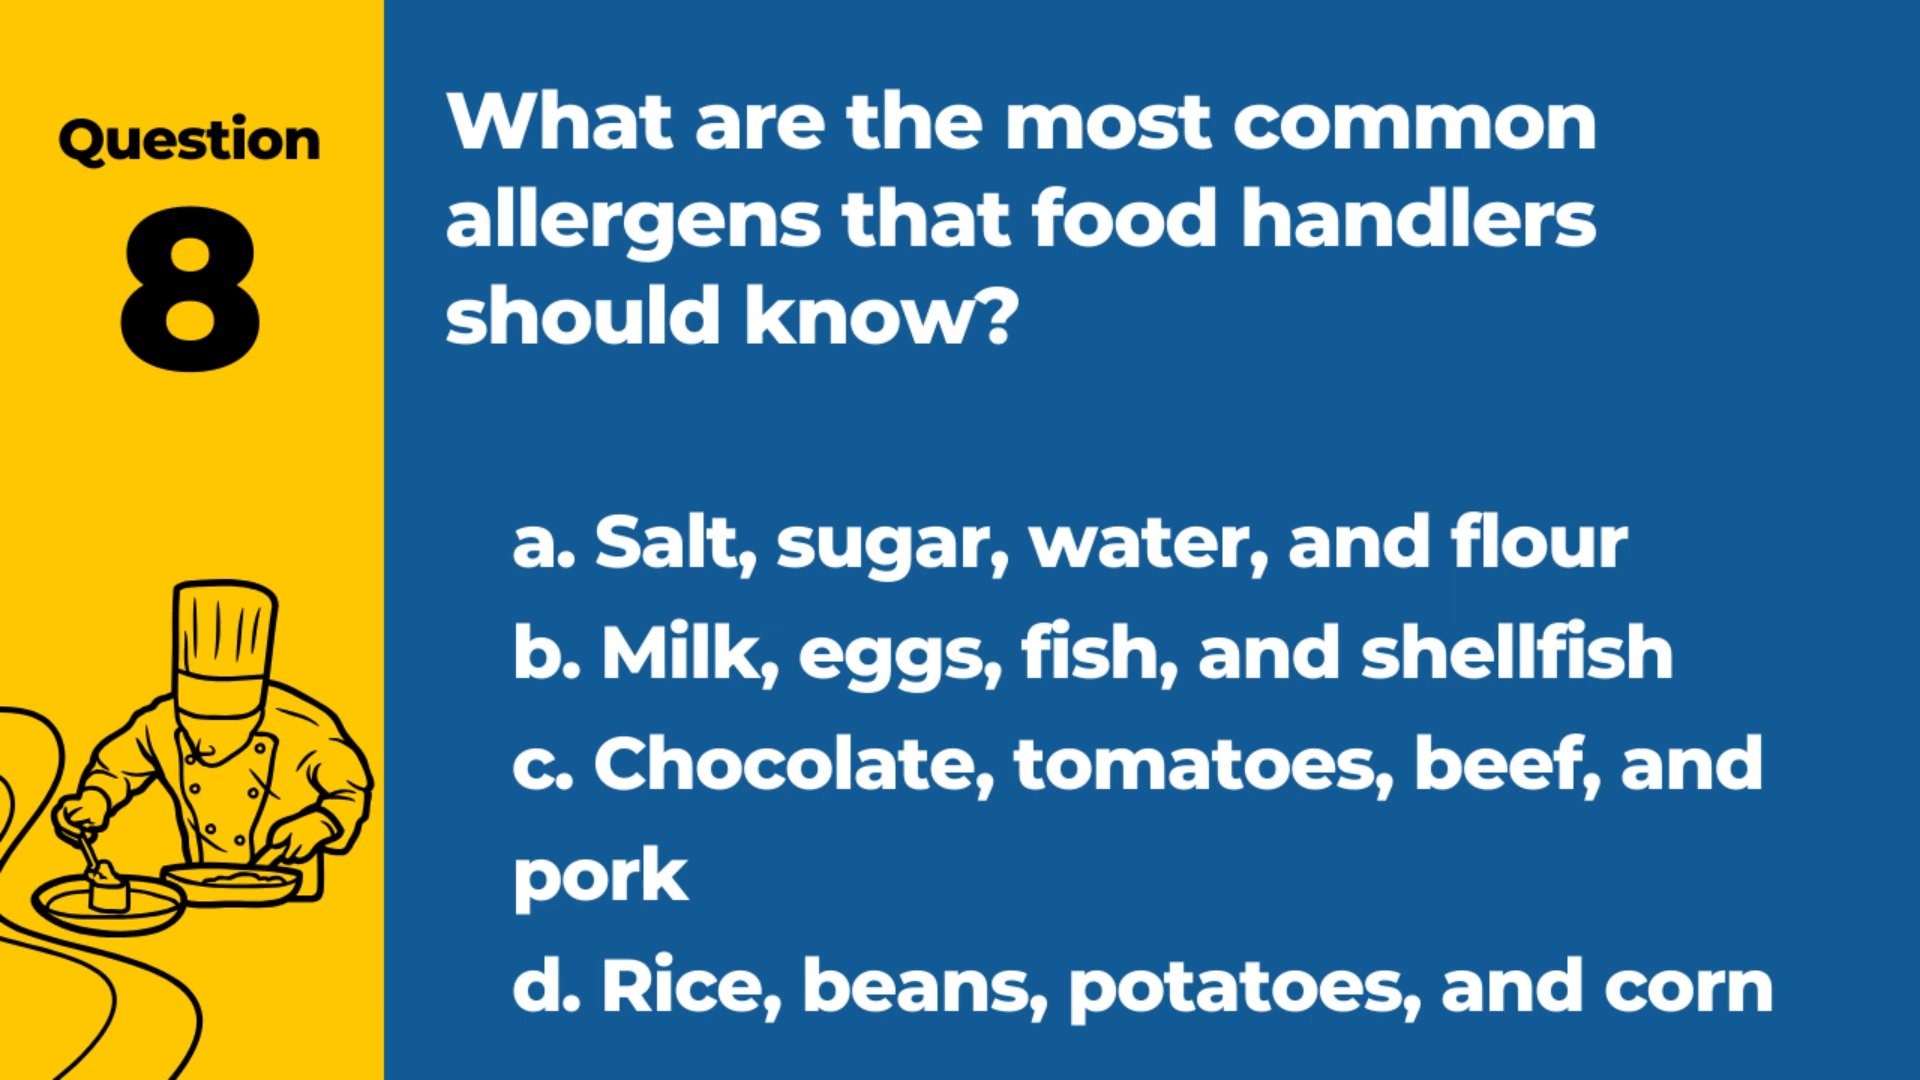 Question
8
What are the most common
allergens that food handlers
should know?
a. Salt, sugar, water, and flour
b. Milk, eggs, fish, and shellfish
c. Chocolate, tomatoes, beef, and
pork
d. Rice, beans, potatoes, and corn